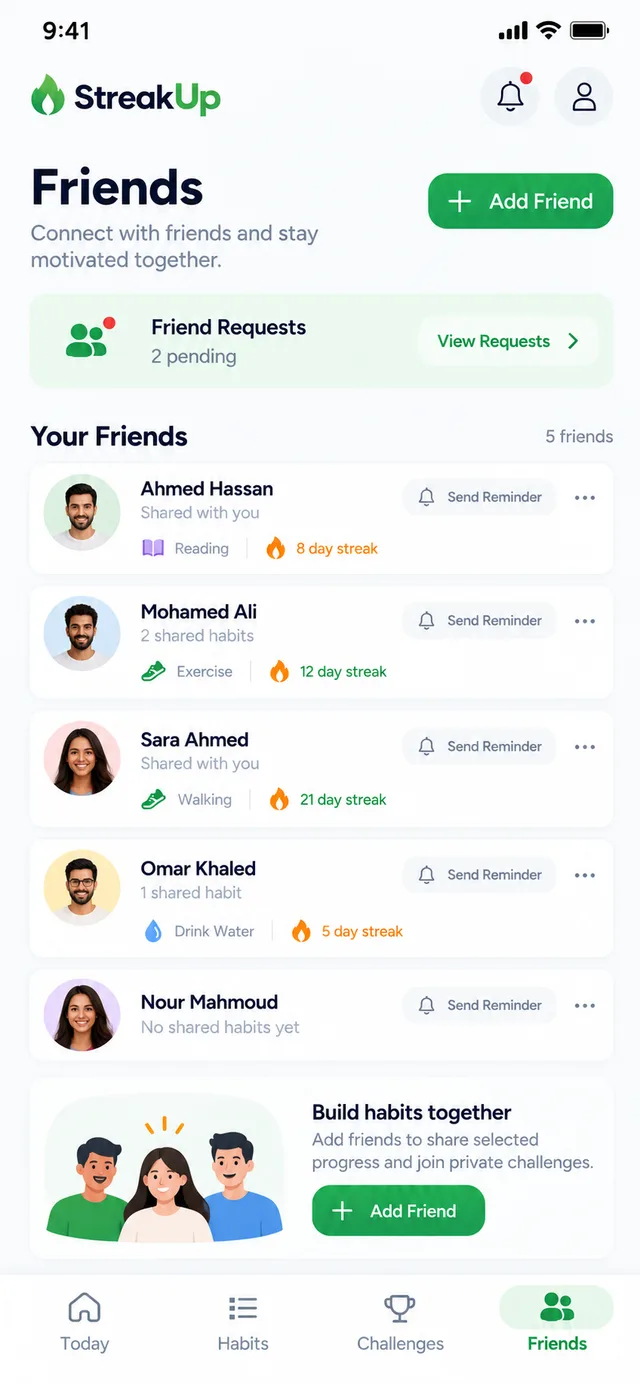 9:41
StreakUp
Friends
+ Add Friend
Connect with friends and stay
motivated together.
Friend Requests
2 pending
View Requests
Your Friends
5 friends
Ahmed Hassan
Shared with you
Send Reminder
Reading
8 day streak
Mohamed Ali
2 shared habits
Send Reminder
Exercise
12 day streak
Sara Ahmed
Shared with you
Send Reminder
Walking
21 day streak
Omar Khaled
1 shared habit
Send Reminder
Drink Water
5 day streak
Nour Mahmoud
No shared habits yet
Send Reminder
Build habits together
Add friends to share selected
progress and join private challenges.
+ Add Friend
Today
Habits
Challenges
Friends